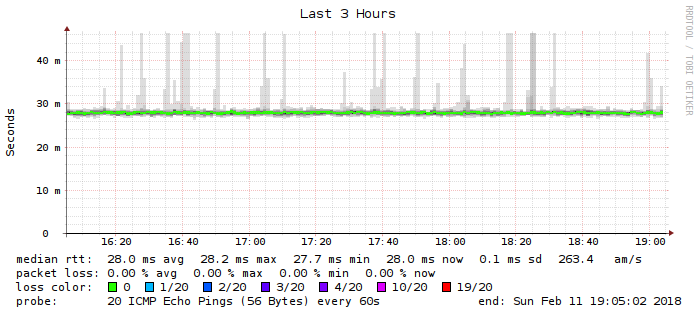 Last 3 Hours
RRDTOOL / TOBI OETIKER
Seconds
40 m
30 m
20 m
10 m
0
16:20 16:40 17:00 17:20 17:40 18:00 18:20 18:40 19:00
median rtt: 28.0 ms avg 28.2 ms max 27.7 ms min 28.0 ms now 0.1 ms sd 263.4 am/s
packet loss: 0.00 % avg 0.00 % max 0.00 % min 0.00 % now
loss color: 0 1/20 2/20 3/20 4/20 10/20 19/20
probe: 20 ICMP Echo Pings (56 Bytes) every 60s end: Sun Feb 11 19:05:02 2018